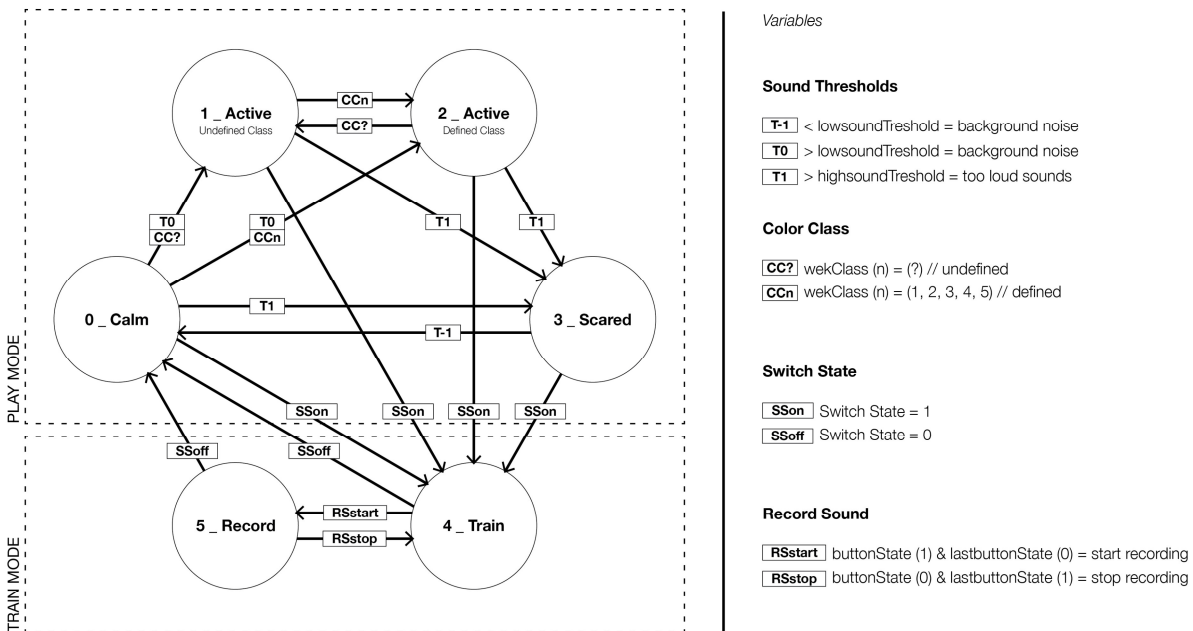 1 _ Active
Undefined Class
2 _ Active
Defined Class
CCn
CC?
T0
CC?
T0
CCn
T1
T1
0 _ Calm
T1
T-1
3 _ Scared
PLAY MODE
SSon
SSon
SSon
SSon
SSoff
SSoff
5 _ Record
RSstart
RSstop
4 _ Train
TRAIN MODE
Variables
Sound Thresholds
T-1 < lowsoundTreshold = background noise
T0 > lowsoundTreshold = background noise
T1 > highsoundTreshold = too loud sounds
Color Class
CC? wekClass (n) = (?) // undefined
CCn wekClass (n) = (1, 2, 3, 4, 5) // defined
Switch State
SSon Switch State = 1
SSoff Switch State = 0
Record Sound
RSstart buttonState (1) & lastbuttonState (0) = start recording
RSstop buttonState (0) & lastbuttonState (1) = stop recording